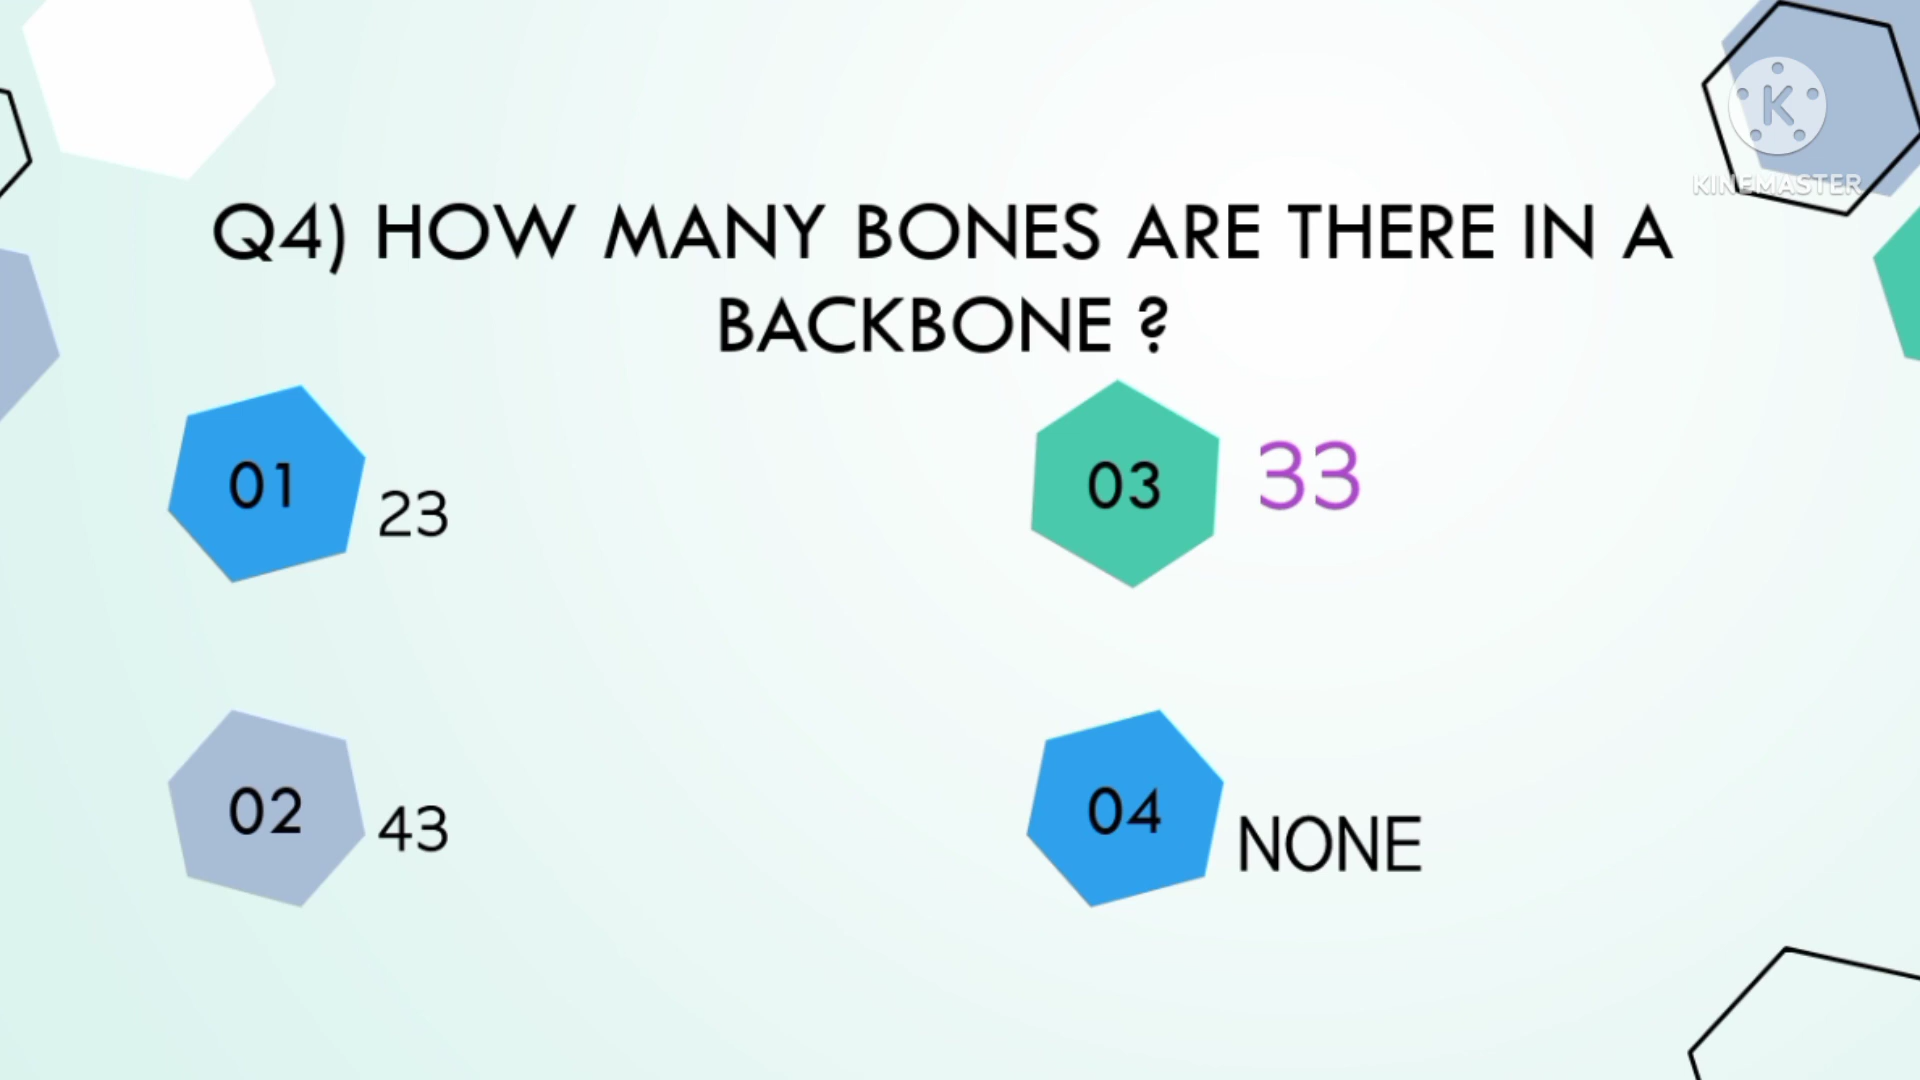 K
KINEMASTER
Q4) HOW MANY BONES ARE THERE IN A
BACKBONE ?
01 23
03 33
02 43
04 NONE